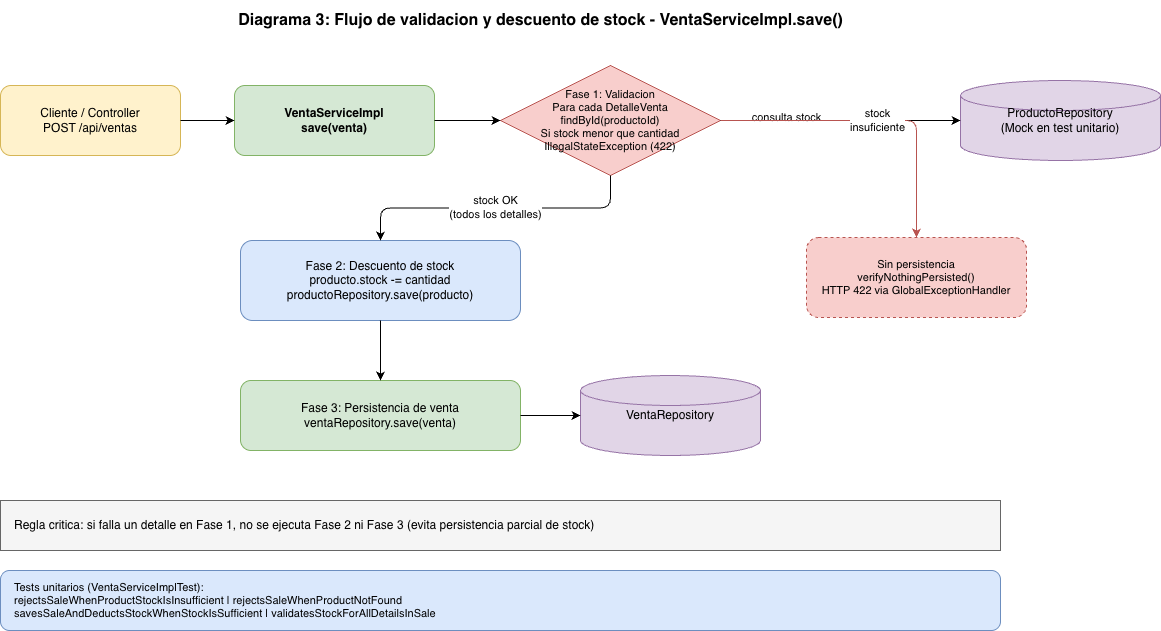 Diagrama 3: Flujo de validacion y descuento de stock - VentaServiceImpl.save()
Cliente / Controller
POST /api/ventas
VentaServiceImpl
save(venta)
Fase 1: Validacion
Para cada DetalleVenta
findById(productoId)
Si stock menor que cantidad
IllegalStateException (422)
consulta stock
stock
insuficiente
ProductoRepository
(Mock en test unitario)
stock OK
(todos los detalles)
Fase 2: Descuento de stock
producto.stock -= cantidad
productoRepository.save(producto)
Sin persistencia
verifyNothingPersisted()
HTTP 422 via GlobalExceptionHandler
Fase 3: Persistencia de venta
ventaRepository.save(venta)
VentaRepository
Regla critica: si falla un detalle en Fase 1, no se ejecuta Fase 2 ni Fase 3 (evita persistencia parcial de stock)
Tests unitarios (VentaServiceImplTest):
rejectsSaleWhenProductStockIsInsufficient | rejectsSaleWhenProductNotFound
savesSaleAndDeductsStockWhenStockIsSufficient | validatesStockForAllDetailsInSale